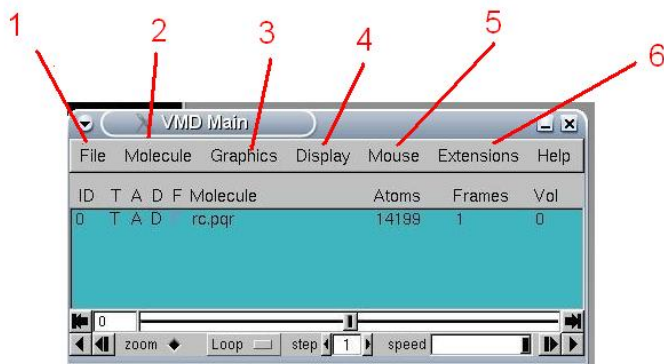 1 2 3 4 5 6
VMD Main
File Molecule Graphics Display Mouse Extensions Help
ID T A D F Molecule Atoms Frames Vol
0 T A D F rc.pqr 14199 1 0
0
zoom Loop step 1 speed